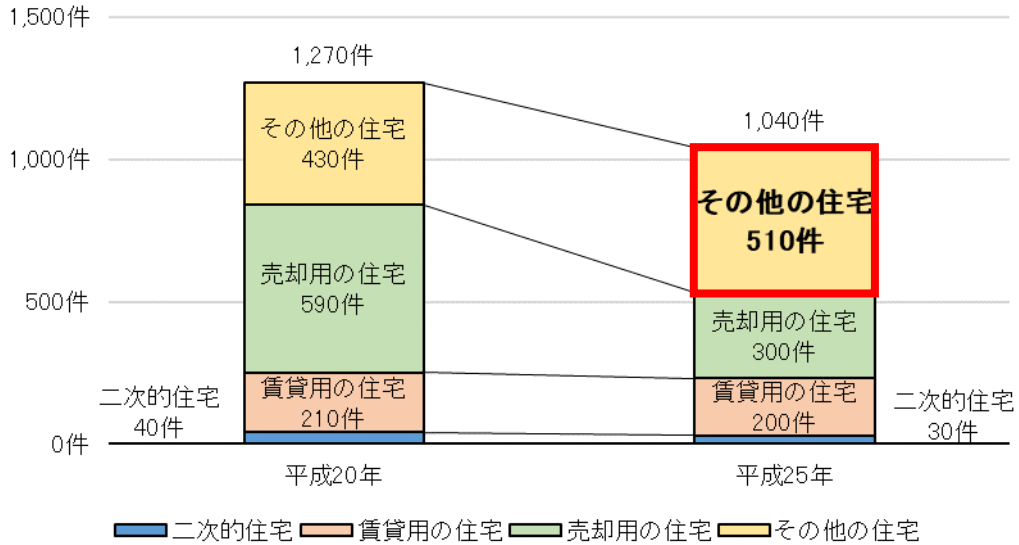 1,500件
1,270件
その他の住宅
430件
1,040件
1,000件
その他の住宅
510件
売却用の住宅
590件
500件
売却用の住宅
300件
賃貸用の住宅
210件
賃貸用の住宅
200件
二次的住宅
40件
二次的住宅
30件
0件
平成20年
平成25年
二次的住宅 賃貸用の住宅 売却用の住宅 その他の住宅